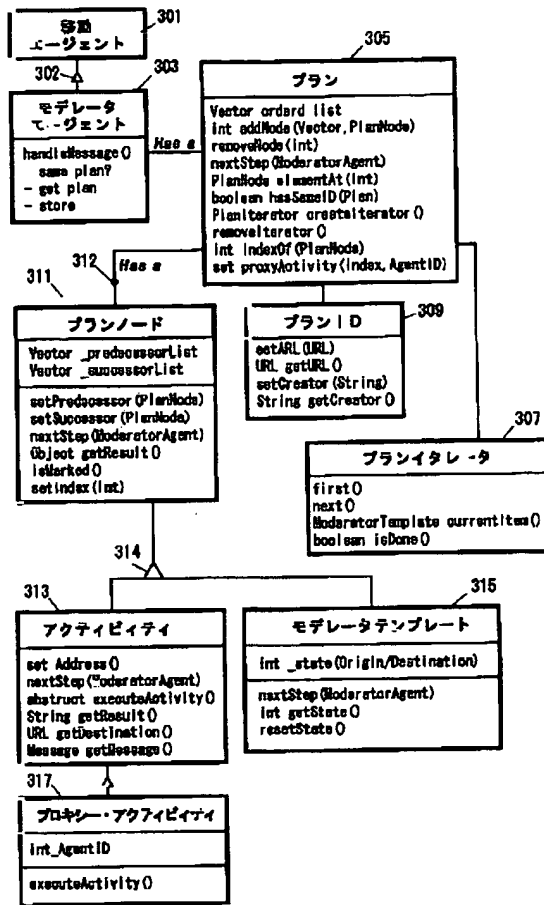 301
移動
エージェント
302
303
モデレータ
エージェント
handleMessage()
same plan?
- get plan
- store
Has a
305
プラン
Vector orderd list
int addNode(Vector,PlanNode)
removeNode(int)
nextStep(ModeratorAgent)
PlanNode elementAt(int)
boolean hasSameID(Plan)
PlanIterator createIterator()
removeIterator()
int indexOf(PlanNode)
set proxyActivity(index,AgentID)
312
Has a
311
プランノード
Vector _predecessorList
Vector _successorList
setPredecessor(PlanNode)
setSuccessor(PlanNode)
nextStep(ModeratorAgent)
Object getResult()
isMarked()
setIndex(int)
プランID
309
setARL(URL)
URL getURL()
setCreator(String)
String getCreator()
307
プランイタレータ
first()
next()
ModeratorTemplate currentItem()
boolean isDone()
314
313
アクティビィティ
set Address()
nextStep(ModeratorAgent)
abstruct executeActivity()
String getResult()
URL getDestination()
Message getMessage()
315
モデレータテンプレート
int _state(Origin/Destination)
nextStep(ModeratorAgent)
int getState()
resetState()
317
プロキシー・アクティビィティ
int_AgentID
executeActivity()